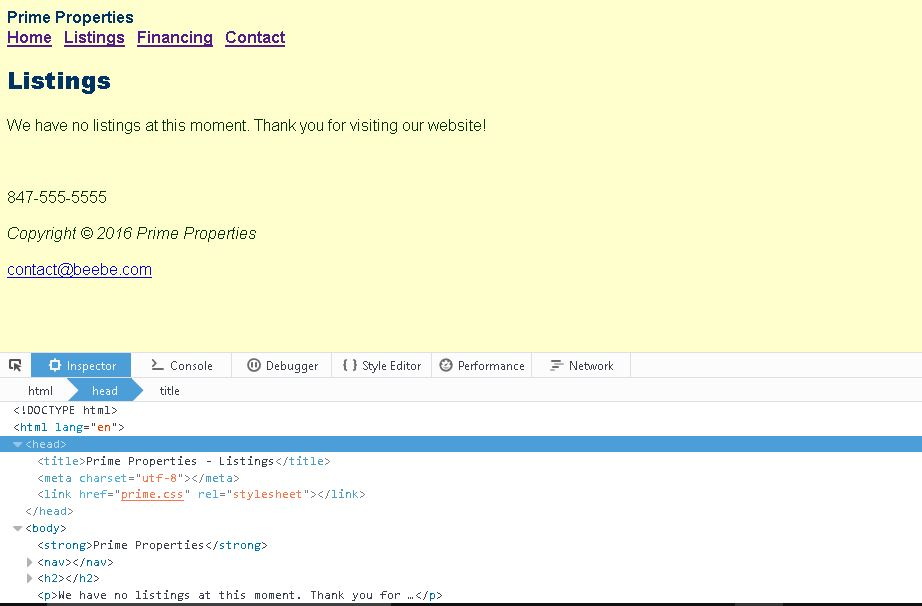 Prime Properties
Home Listings Financing Contact
Listings
We have no listings at this moment. Thank you for visiting our website!
847-555-5555
Copyright © 2016 Prime Properties
contact@beebe.com
Inspector Console Debugger { } Style Editor Performance Network
html head title
<!DOCTYPE html>
<html lang="en">
<head>
<title>Prime Properties - Listings</title>
<meta charset="utf-8"></meta>
<link href="prime.css" rel="stylesheet"></link>
</head>
<body>
<strong>Prime Properties</strong>
<nav></nav>
<h2></h2>
<p>We have no listings at this moment. Thank you for …</p>